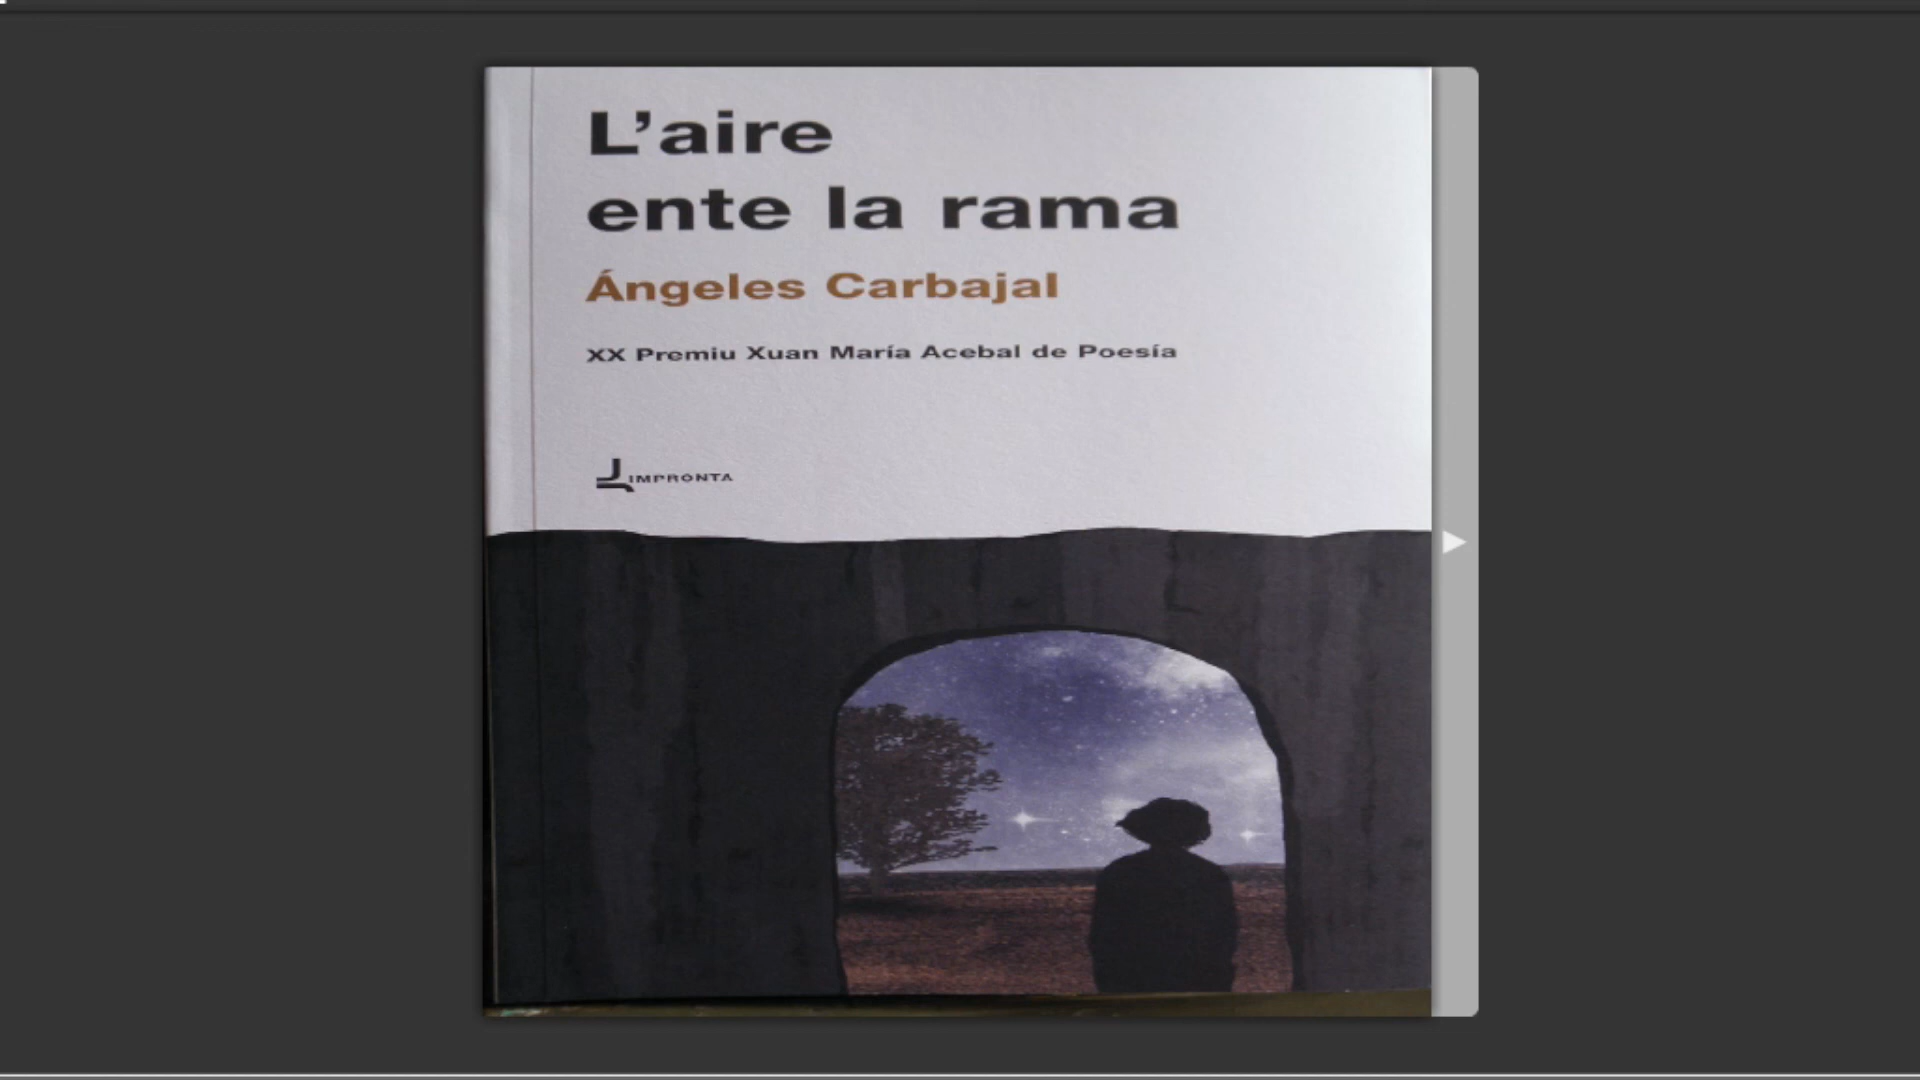 L’aire
ente la rama
Ángeles Carbajal
XX Premiu Xuan María Acebal de Poesía
IMPRONTA